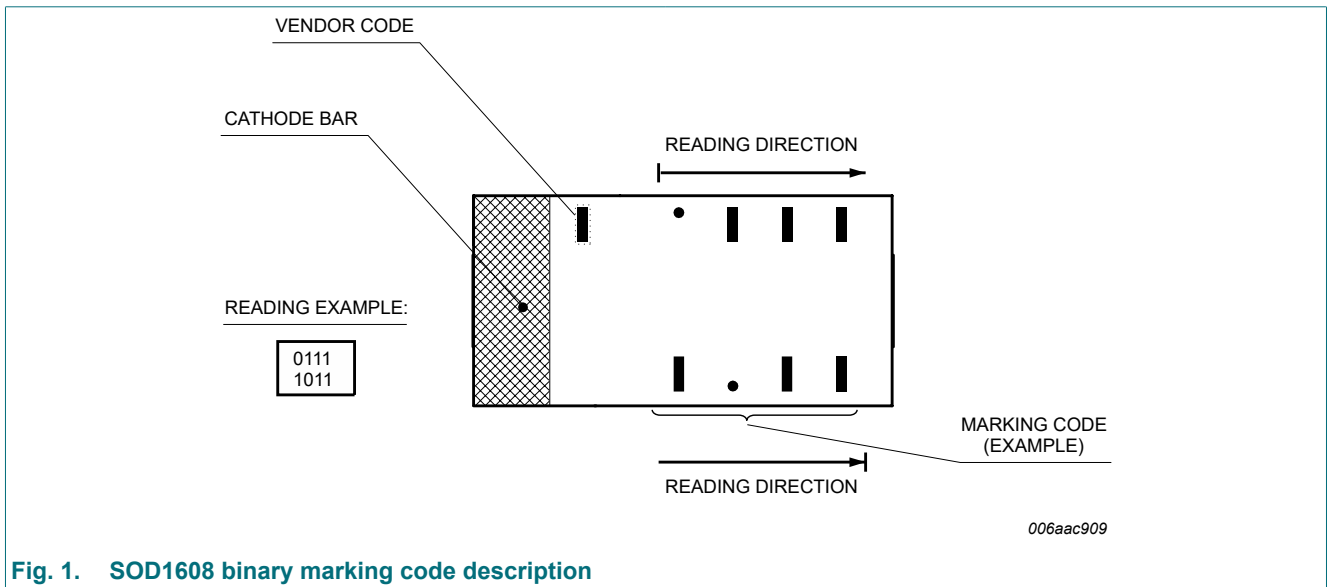 VENDOR CODE
CATHODE BAR
READING DIRECTION
READING EXAMPLE:
0111
1011
MARKING CODE
(EXAMPLE)
READING DIRECTION
006aac909
Fig. 1. SOD1608 binary marking code description